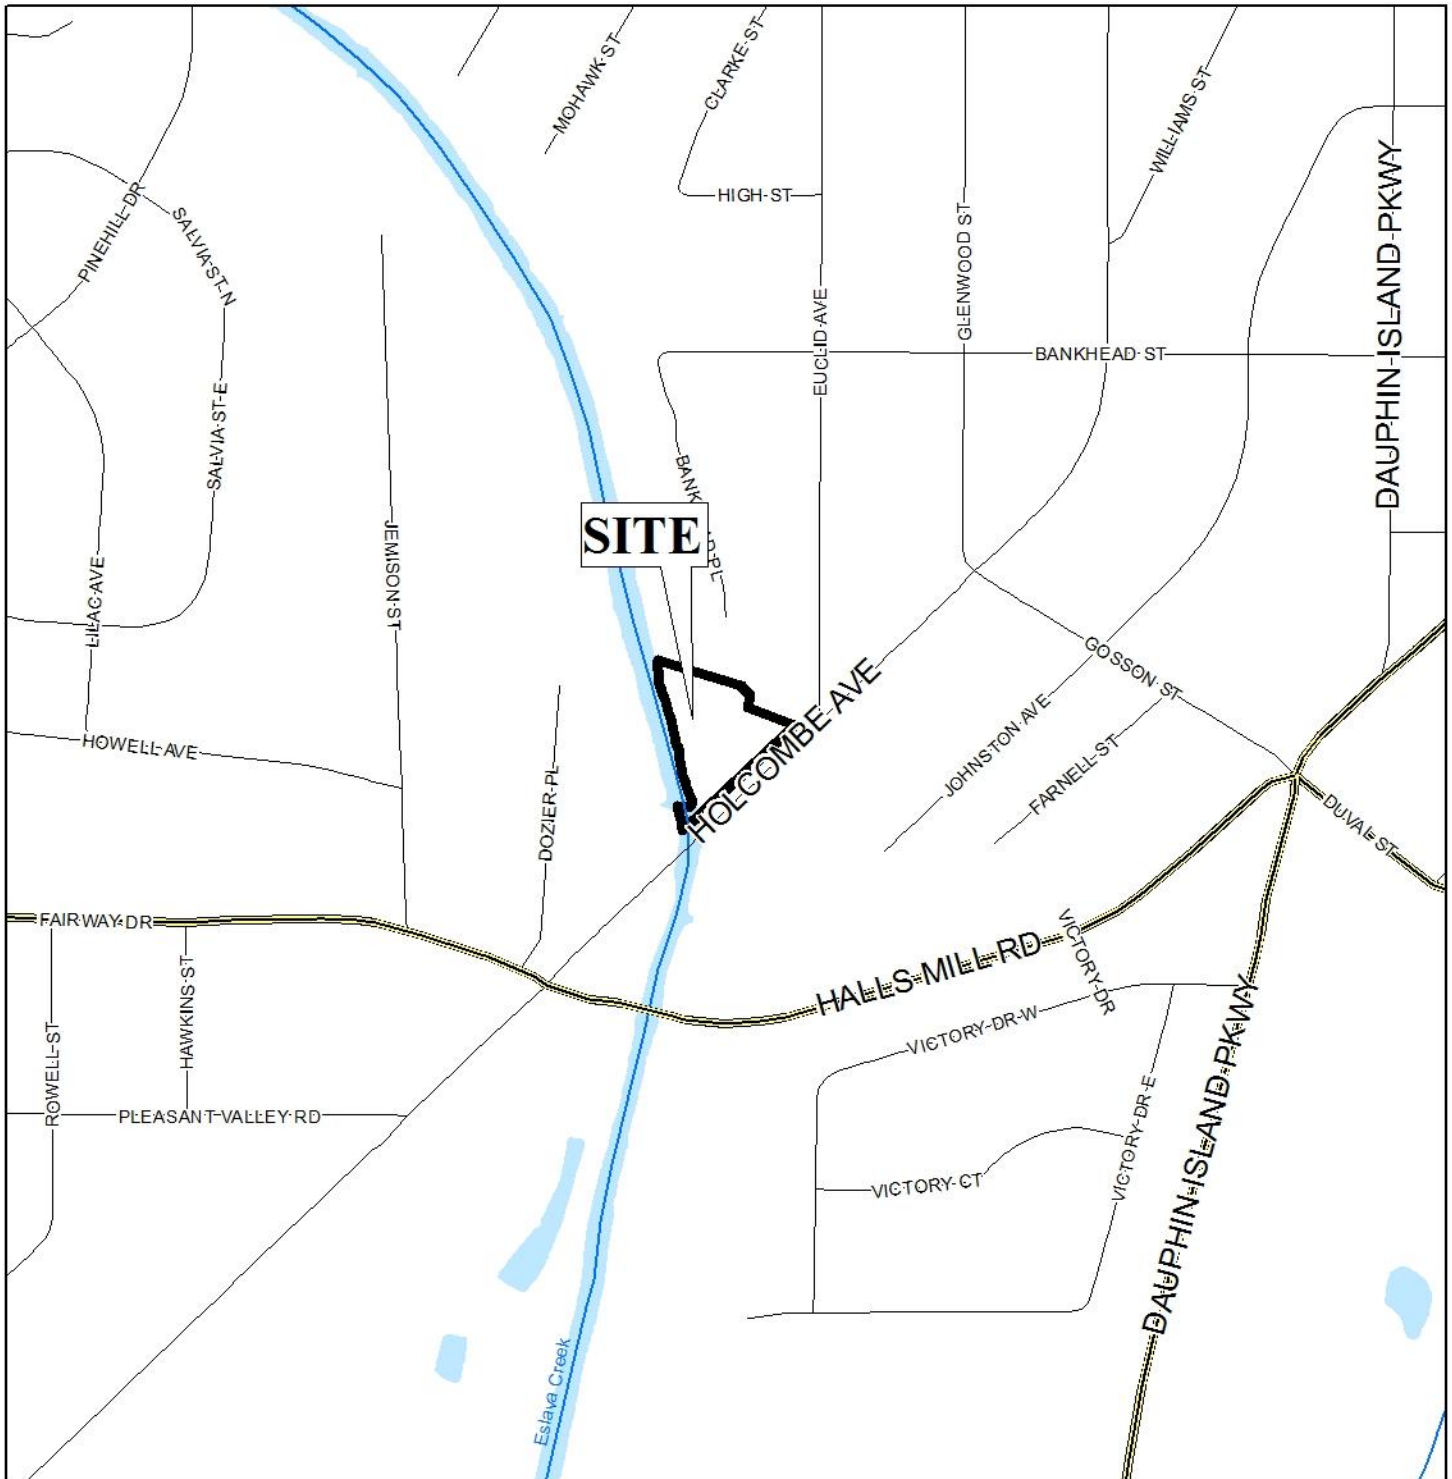 MOHAWK ST
CLARKE ST
WILLIAMS ST
DAUPHIN ISLAND PKWY
PINEHILL DR
SALVIA ST N
HIGH ST
GLENWOOD ST
EUCLID AVE
BANKHEAD ST
SALVIA ST E
BANK
D PL
SITE
JEMISON ST
LILAC AVE
GOSSON ST
HOLCOMBE AVE
HOWELL AVE
JOHNSTON AVE
FARNELL ST
DOZIER PL
DUVAL ST
FAIRWAY DR
VICTORY DR
HALLS MILL RD
HAWKINS ST
ROWELL ST
VICTORY DR W
PLEASANT VALLEY RD
VICTORY DR E
VICTORY CT
DAUPHIN ISLAND PKWY
Eslava Creek